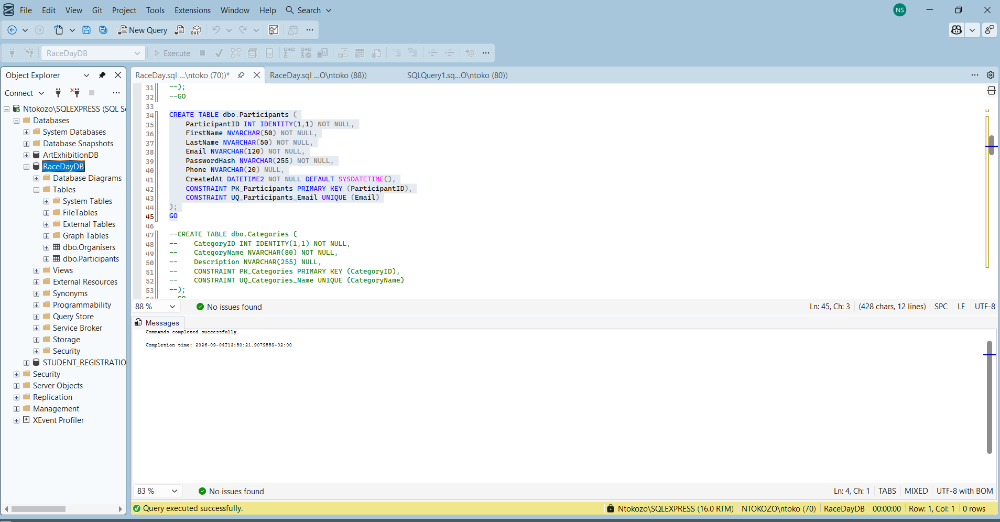 File Edit View Git Project Tools Extensions Window Help Search
NS
New Query
DAX
RaceDayDB Execute
Object Explorer
Connect
Ntokozo\SQLEXPRESS (SQL S
Databases
System Databases
Database Snapshots
ArtExhibitionDB
RaceDayDB
Database Diagrams
Tables
System Tables
FileTables
External Tables
Graph Tables
dbo.Organisers
dbo.Participants
Views
External Resources
Synonyms
Programmability
Query Store
Service Broker
Storage
Security
STUDENT_REGISTRATIO
Security
Server Objects
Replication
Management
XEvent Profiler
RaceDay.sql ...\ntoko (70))* RaceDay.sql ...O\ntoko (88)) SQLQuery1.sq...O\ntoko (80))
31 --);
32 --GO
33
34 CREATE TABLE dbo.Participants (
35 ParticipantID INT IDENTITY(1,1) NOT NULL,
36 FirstName NVARCHAR(50) NOT NULL,
37 LastName NVARCHAR(50) NOT NULL,
38 Email NVARCHAR(120) NOT NULL,
39 PasswordHash NVARCHAR(255) NOT NULL,
40 Phone NVARCHAR(20) NULL,
41 CreatedAt DATETIME2 NOT NULL DEFAULT SYSDATETIME(),
42 CONSTRAINT PK_Participants PRIMARY KEY (ParticipantID),
43 CONSTRAINT UQ_Participants_Email UNIQUE (Email)
44 );
45 GO
46
47 --CREATE TABLE dbo.Categories (
48 -- CategoryID INT IDENTITY(1,1) NOT NULL,
49 -- CategoryName NVARCHAR(80) NOT NULL,
50 -- Description NVARCHAR(255) NULL,
51 -- CONSTRAINT PK_Categories PRIMARY KEY (CategoryID),
52 -- CONSTRAINT UQ_Categories_Name UNIQUE (CategoryName)
53 --);
88 % No issues found Ln: 45, Ch: 3 (428 chars, 12 lines) SPC LF UTF-8
Messages
Commands completed successfully.
Completion time: 2026-09-04T13:50:21.9079559+02:00
83 % No issues found Ln: 4, Ch: 1 TABS MIXED UTF-8 with BOM
Query executed successfully. Ntokozo\SQLEXPRESS (16.0 RTM) NTOKOZO\ntoko (70) RaceDayDB 00:00:00 Row: 1, Col: 1 0 rows